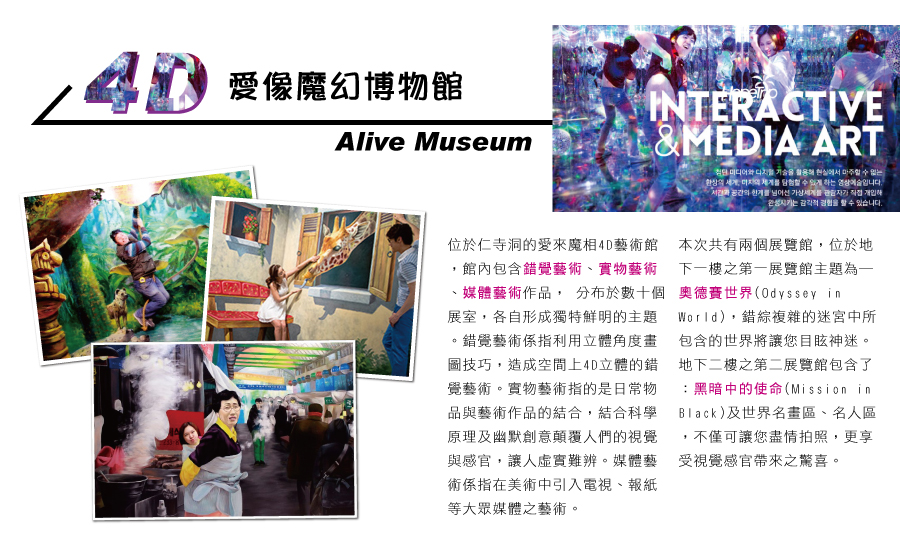 4D 愛像魔幻博物館
Alive Museum
HopeTrip
INTERACTIVE
&MEDIA ART
첨단 미디어와 디지털 기술을 활용해 현실에서 마주할 수 없는
환상의 세계, 미지의 세계를 탐험할 수 있게 하는 영상예술입니다.
시간과 공간의 한계를 넘어선 가상세계를 관람자가 직접 개입해
완성시키는 감각적 경험을 할 수 있습니다.
位於仁寺洞的愛來魔相4D藝術館
，館內包含錯覺藝術、實物藝術
、媒體藝術作品， 分布於數十個
展室，各自形成獨特鮮明的主題
。錯覺藝術係指利用立體角度畫
圖技巧，造成空間上4D立體的錯
覺藝術。實物藝術指的是日常物
品與藝術作品的結合，結合科學
原理及幽默創意顛覆人們的視覺
與感官，讓人虛實難辨。媒體藝
術係指在美術中引入電視、報紙
等大眾媒體之藝術。
本次共有兩個展覽館，位於地
下一樓之第一展覽館主題為—
奧德賽世界(Odyssey in
World)，錯綜複雜的迷宮中所
包含的世界將讓您目眩神迷。
地下二樓之第二展覽館包含了
：黑暗中的使命(Mission in
Black)及世界名畫區、名人區
，不僅可讓您盡情拍照，更享
受視覺感官帶來之驚喜。